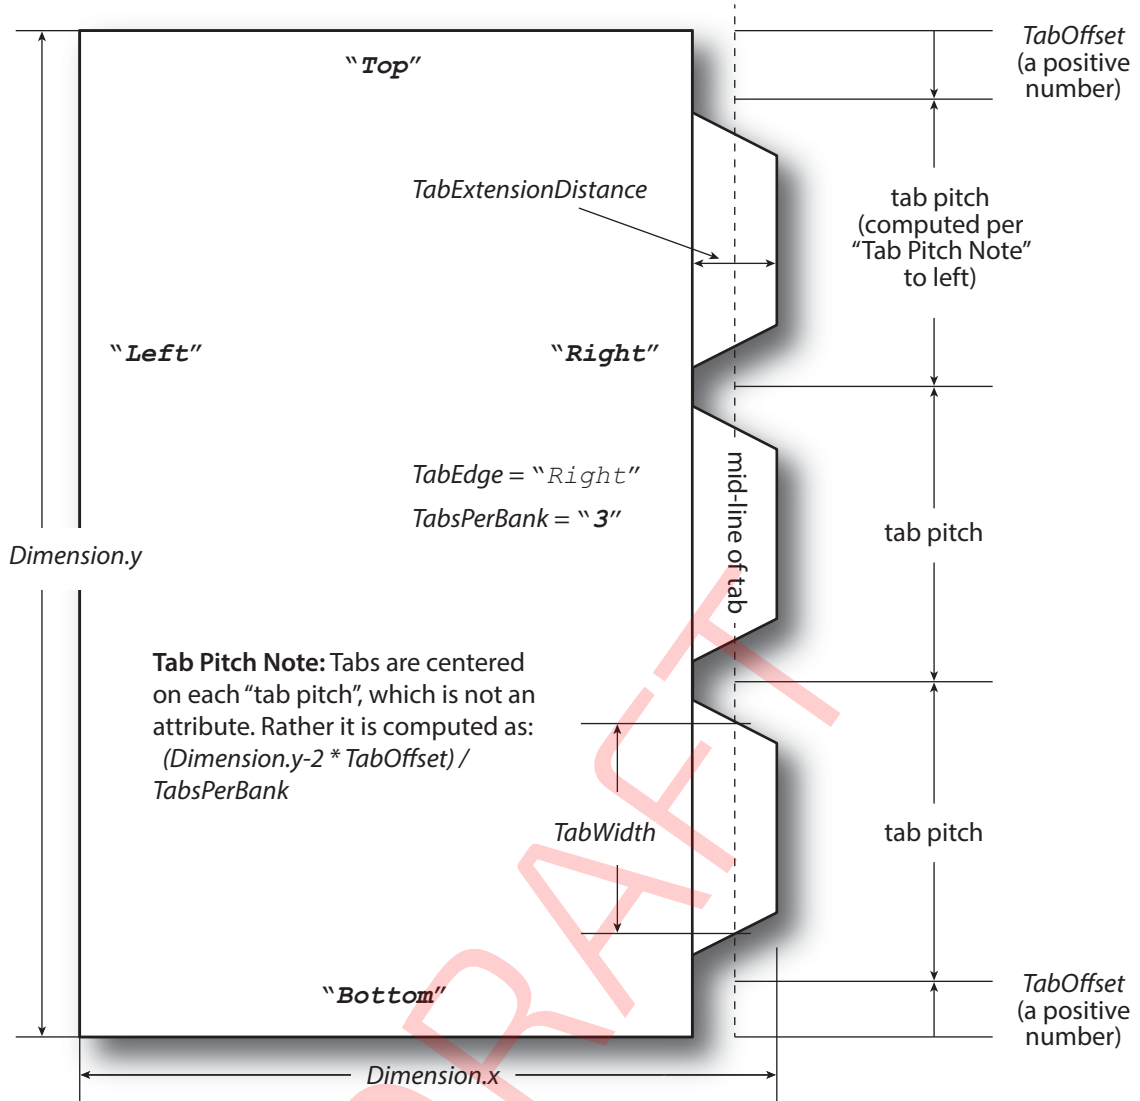 “Top”
TabOffset
(a positive
number)
TabExtensionDistance
tab pitch
(computed per
“Tab Pitch Note”
to left)
“Left”
“Right”
TabEdge = “Right”
TabsPerBank = “3”
mid-line of tab
tab pitch
Dimension.y
Tab Pitch Note: Tabs are centered
on each “tab pitch”, which is not an
attribute. Rather it is computed as:
(Dimension.y-2 * TabOffset) /
TabsPerBank
TabWidth
tab pitch
“Bottom”
TabOffset
(a positive
number)
Dimension.x
DRAFT